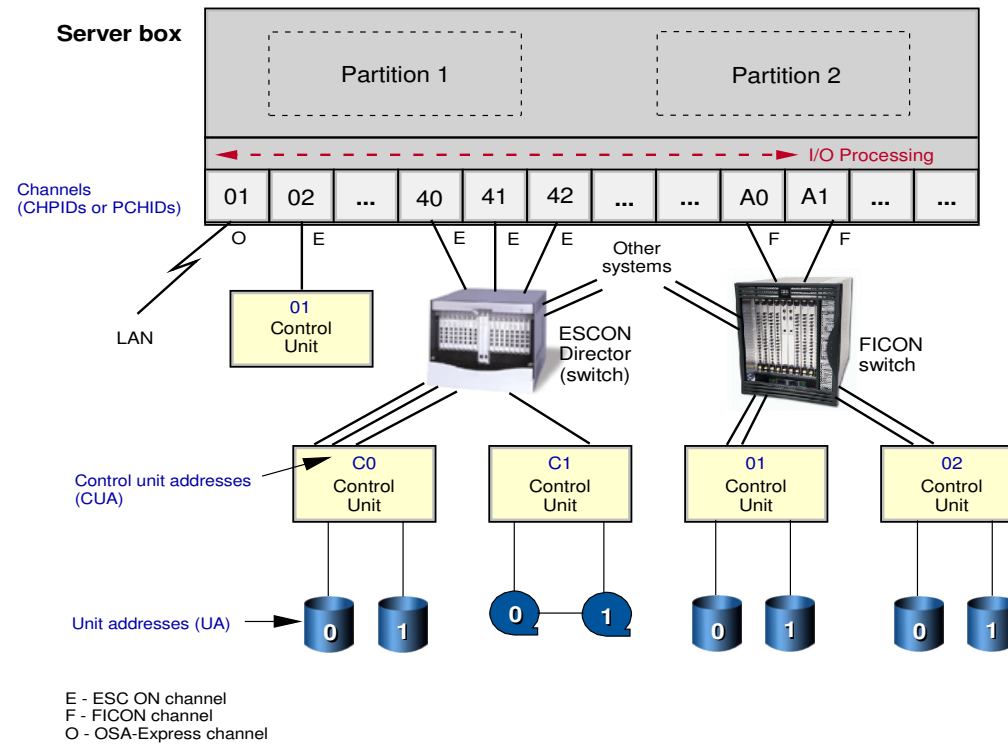 Server box
Partition 1
Partition 2
I/O Processing
Channels
(CHPIDs or PCHIDs)
01 02 ... 40 41 42 ... ... A0 A1 ... ...
O E E E E F F
Other
systems
LAN
01
Control
Unit
ESCON
Director
(switch)
FICON
switch
Control unit addresses
(CUA)
C0
Control
Unit
C1
Control
Unit
01
Control
Unit
02
Control
Unit
Unit addresses (UA)
0 1 0 1 0 1 0 1
E - ESC ON channel
F - FICON channel
O - OSA-Express channel